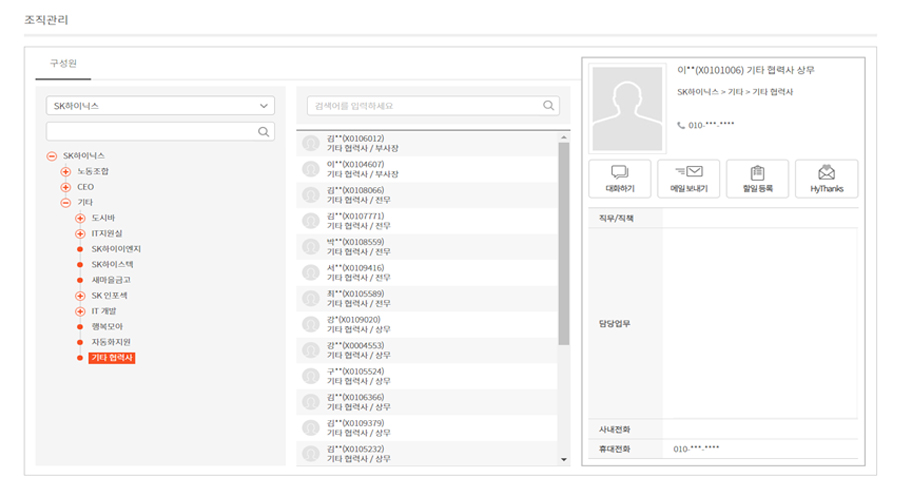 조직관리
구성원
SK하이닉스
SK하이닉스
노동조합
CEO
기타
도시바
IT지원실
SK하이이엔지
SK하이스텍
새마을금고
SK 인포섹
IT 개발
행복모아
자동화지원
기타 협력사
검색어를 입력하세요
김**(X0106012)
기타 협력사 / 부사장
이**(X0104607)
기타 협력사 / 부사장
김**(X0108066)
기타 협력사 / 전무
김**(X0107771)
기타 협력사 / 전무
박**(X0108559)
기타 협력사 / 전무
서**(X0109416)
기타 협력사 / 전무
최**(X0105589)
기타 협력사 / 전무
강*(X0109020)
기타 협력사 / 상무
강**(X0004553)
기타 협력사 / 상무
구**(X0105524)
기타 협력사 / 상무
김**(X0106366)
기타 협력사 / 상무
김**(X0109379)
기타 협력사 / 상무
김**(X0105232)
기타 협력사 / 상무
이**(X0101006) 기타 협력사 상무
SK하이닉스 > 기타 > 기타 협력사
010-***-****
대화하기
메일 보내기
할일 등록
HyThanks
직무/직책
담당업무
사내전화
휴대전화 010-***-****